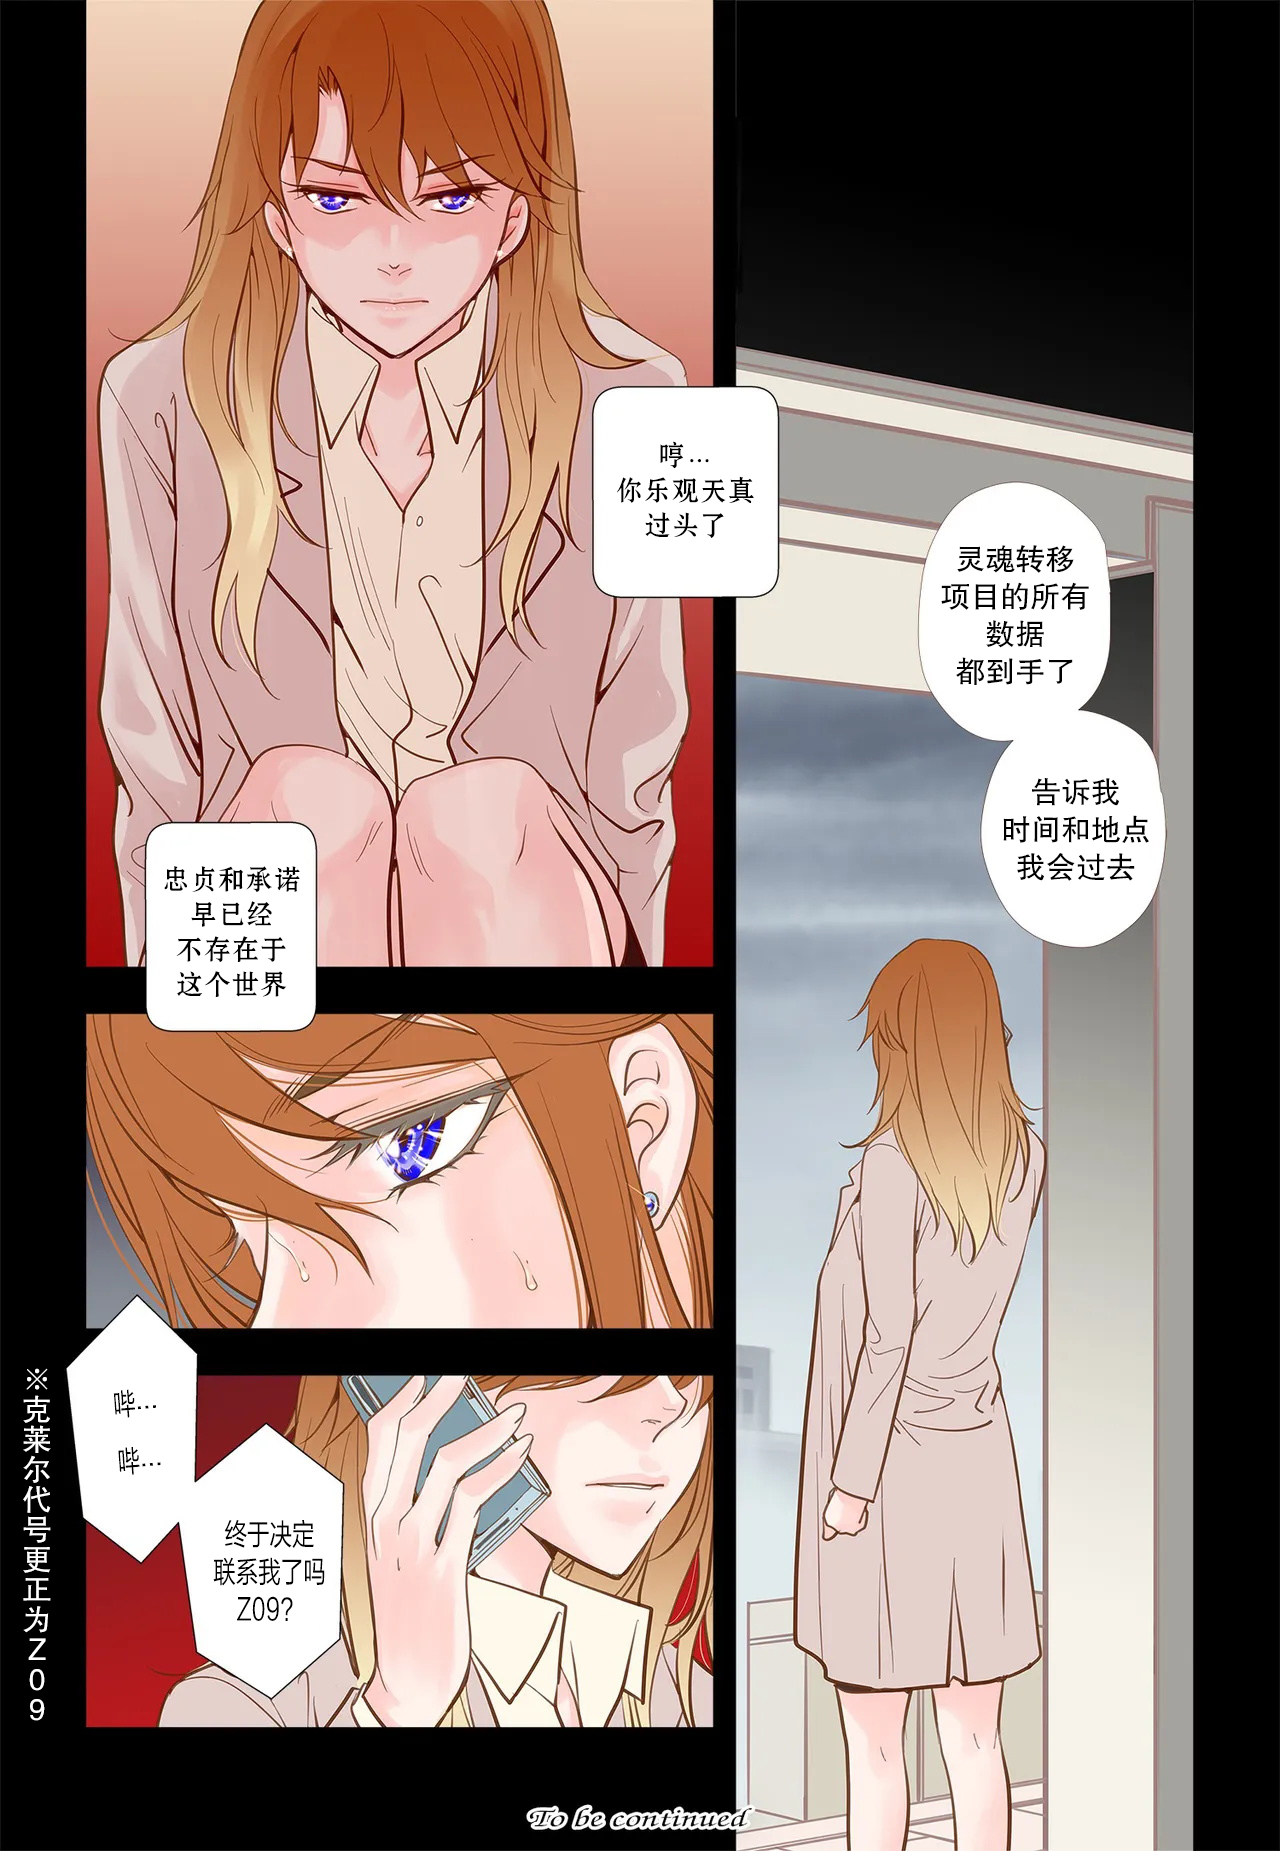 哼…
你乐观天真
过头了
忠贞和承诺
早已经
不存在于
这个世界
哔…
哔…
终于决定
联系我了吗
Z09?
灵魂转移
项目的所有
数据
都到手了
告诉我
时间和地点
我会过去
※克莱尔代号更正为Z09
To be continued